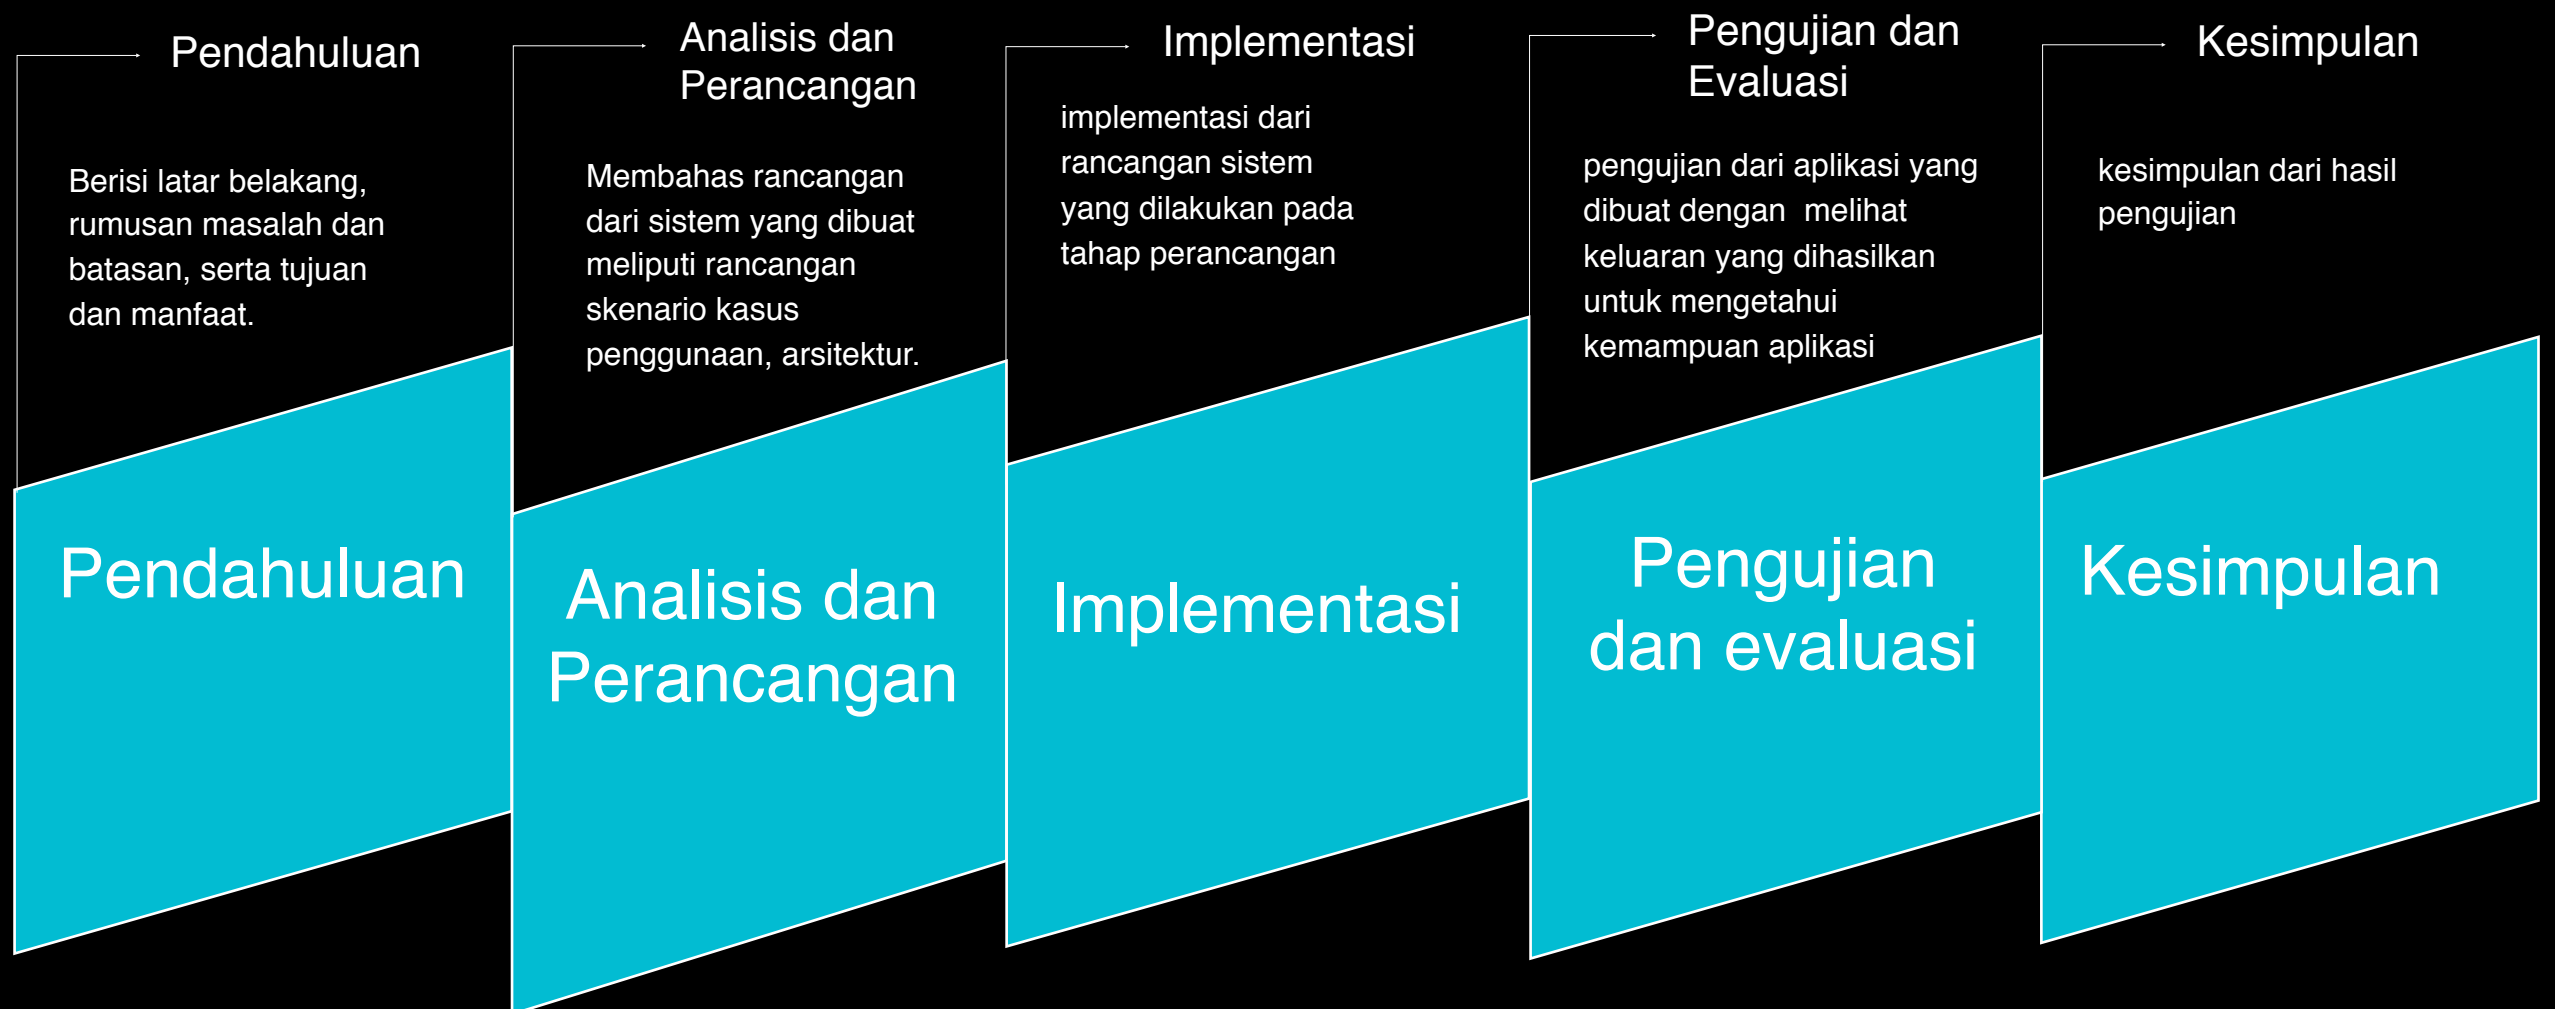 Pendahuluan
Berisi latar belakang,
rumusan masalah dan
batasan, serta tujuan
dan manfaat.
Analisis dan
Perancangan
Membahas rancangan
dari sistem yang dibuat
meliputi rancangan
skenario kasus
penggunaan, arsitektur.
Implementasi
implementasi dari
rancangan sistem
yang dilakukan pada
tahap perancangan
Pengujian dan
Evaluasi
pengujian dari aplikasi yang
dibuat dengan  melihat
keluaran yang dihasilkan
untuk mengetahui
kemampuan aplikasi
Kesimpulan
kesimpulan dari hasil
pengujian
Pendahuluan
Analisis dan
Perancangan
Implementasi
Pengujian
dan evaluasi
Kesimpulan